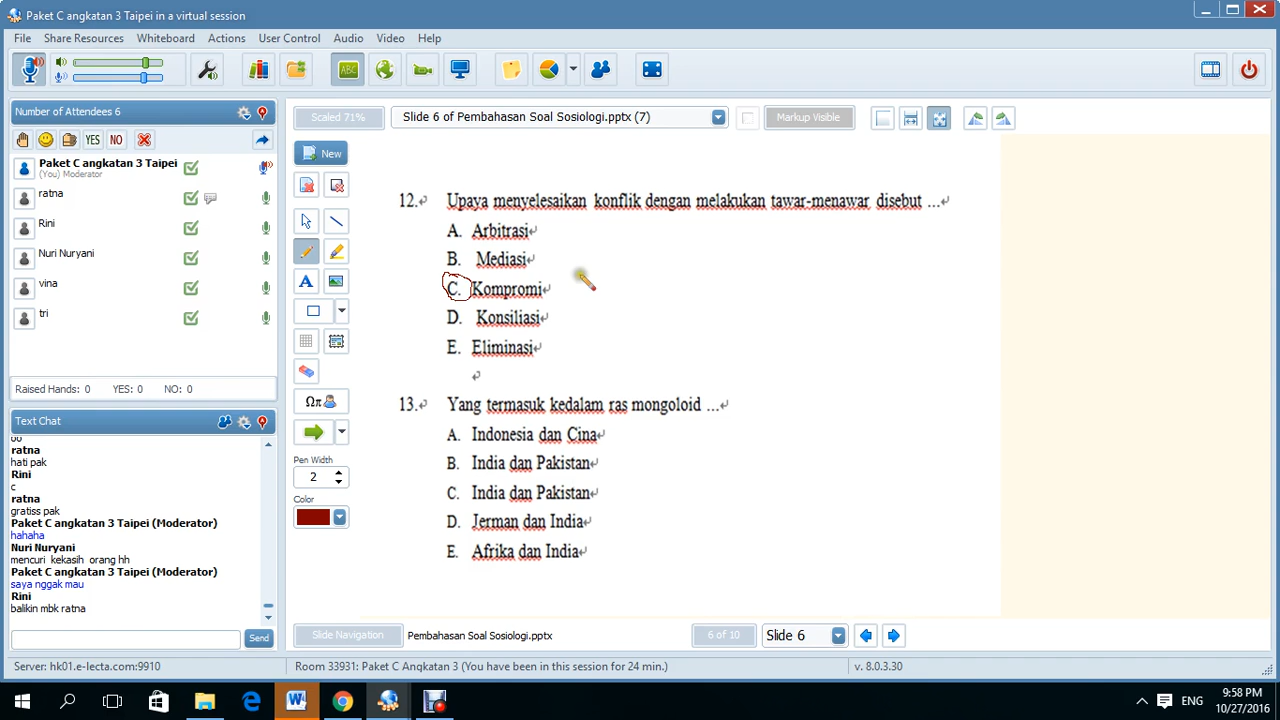 Paket C angkatan 3 Taipei in a virtual session
File Share Resources Whiteboard Actions User Control Audio Video Help
ABC
Number of Attendees 6
YES NO
Paket C angkatan 3 Taipei
(You) Moderator
ratna
Rini
Nuri Nuryani
vina
tri
Raised Hands: 0 YES: 0 NO: 0
Text Chat
oo
ratna
hati pak
Rini
c
ratna
gratiss pak
Paket C angkatan 3 Taipei (Moderator)
hahaha
Nuri Nuryani
mencuri kekasih orang hh
Paket C angkatan 3 Taipei (Moderator)
saya nggak mau
Rini
balikin mbk ratna
Send
Scaled 71%
Slide 6 of Pembahasan Soal Sosiologi.pptx (7)
Markup Visible
New
A
Ωπ
Pen Width
2
Color
12. Upaya menyelesaikan konflik dengan melakukan tawar-menawar disebut ...
A. Arbitrasi
B. Mediasi
C. Kompromi
D. Konsiliasi
E. Eliminasi
13. Yang termasuk kedalam ras mongoloid ...
A. Indonesia dan Cina
B. India dan Pakistan
C. India dan Pakistan
D. Jerman dan India
E. Afrika dan India
Slide Navigation
Pembahasan Soal Sosiologi.pptx
6 of 10
Slide 6
Server: hk01.e-lecta.com:9910
Room 33931: Paket C Angkatan 3 (You have been in this session for 24 min.)
v. 8.0.3.30
ENG
9:58 PM
10/27/2016